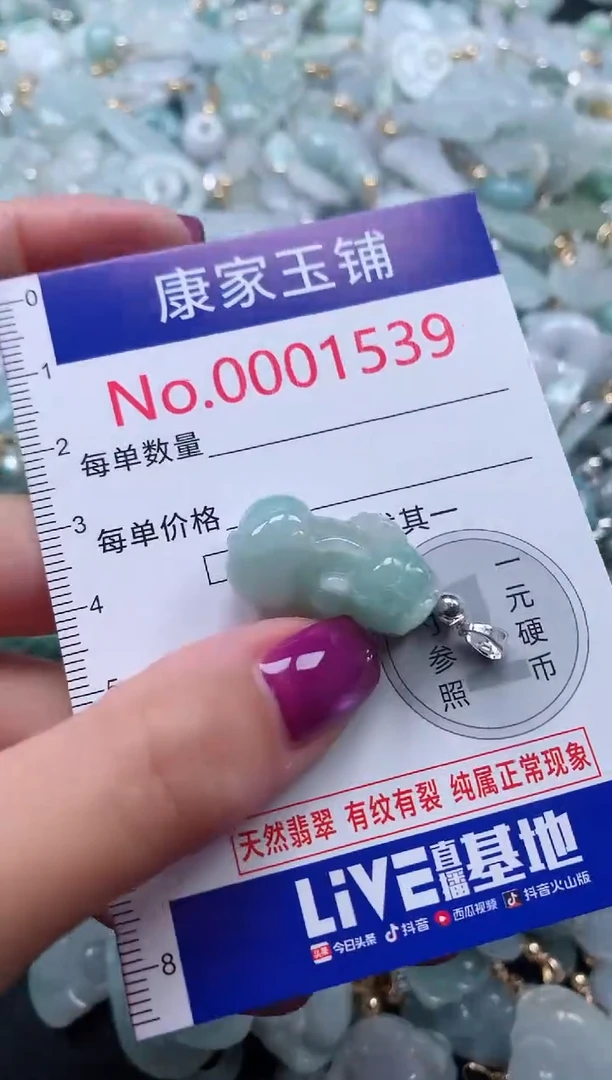 康家玉铺
No.0001539
0
1
2
3
4
8
每单数量
每单价格
其一
一元硬币
参照
天然翡翠 有纹有裂 纯属正常现象
LiVE直播基地
头条 今日头条 抖音 西瓜视频 抖音火山版